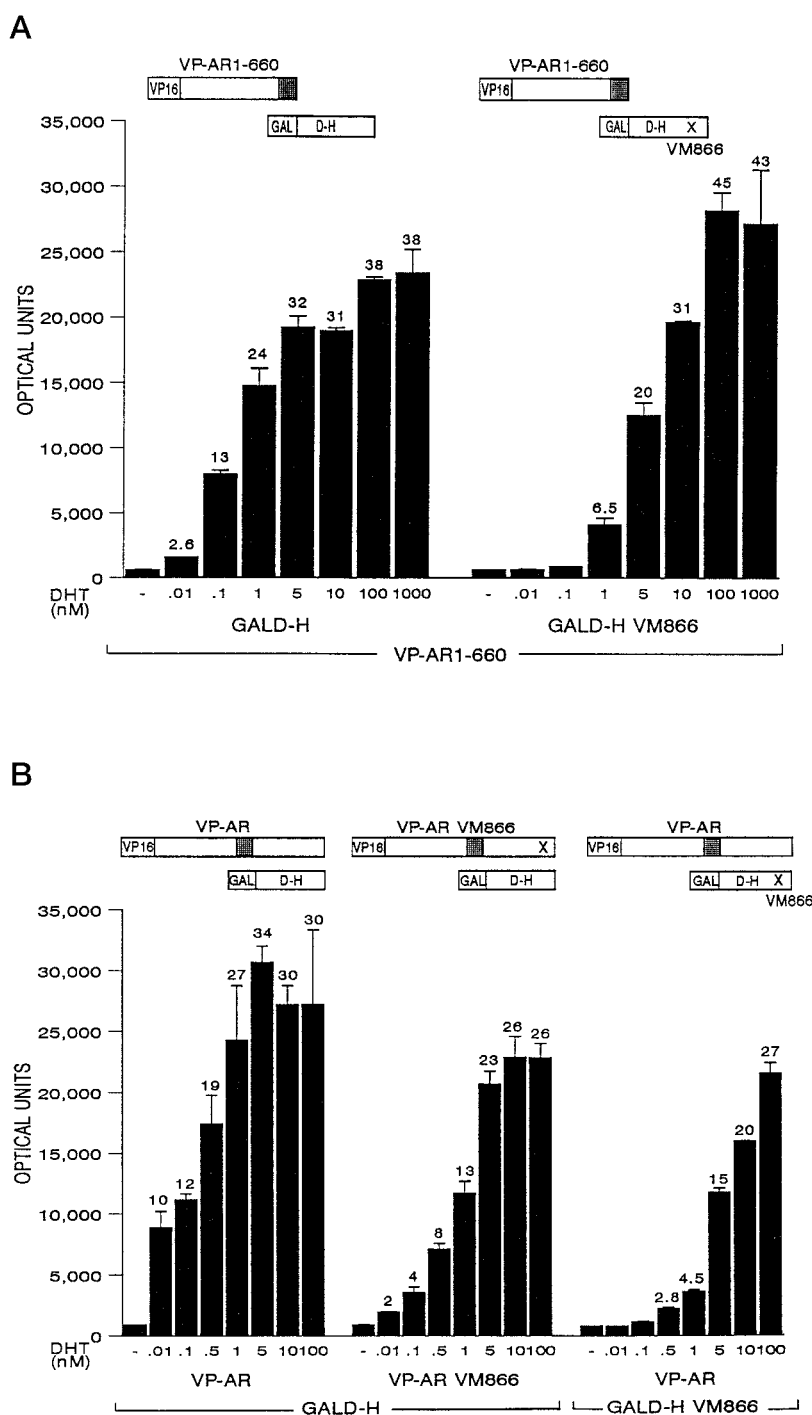 A
VP-AR1-660 VP-AR1-660
VP16 VP16
GAL D-H GAL D-H X
VM866
35,000
30,000
25,000
20,000
15,000
10,000
5,000
0
OPTICAL UNITS
2.6 13 24 32 31 38 38
6.5 20 31 45 43
DHT (nM) - .01 .1 1 5 10 100 1000 - .01 .1 1 5 10 100 1000
GALD-H GALD-H VM866
VP-AR1-660
B
VP-AR VP-AR VM866 VP-AR
VP16 VP16 X VP16
GAL D-H GAL D-H GAL D-H X
VM866
35,000
30,000
25,000
20,000
15,000
10,000
5,000
0
OPTICAL UNITS
10 12 19 27 34 30 30
2 4 8 13 23 26 26
2.8 4.5 15 20 27
DHT (nM) - .01 .1 .5 1 5 10 100 - .01 .1 .5 1 5 10 100 - .01 .1 .5 1 5 10 100
VP-AR VP-AR VM866 VP-AR
GALD-H GALD-H VM866